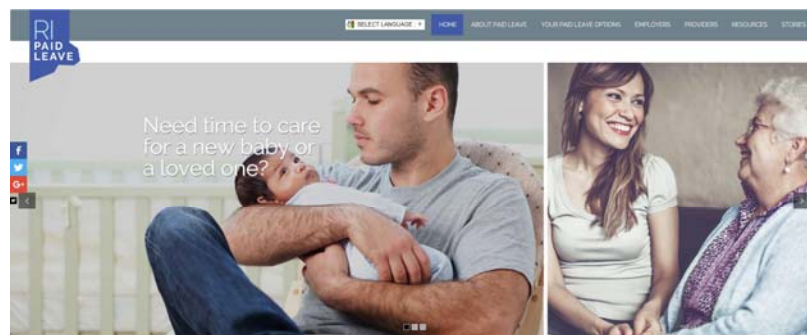 SELECT LANGUAGE
HOME
ABOUT PAID LEAVE
YOUR PAID LEAVE OPTIONS
EMPLOYERS
PROVIDERS
RESOURCES
STORIES
RI
PAID
LEAVE
Need time to care
for a new baby or
a loved one?
f
G+